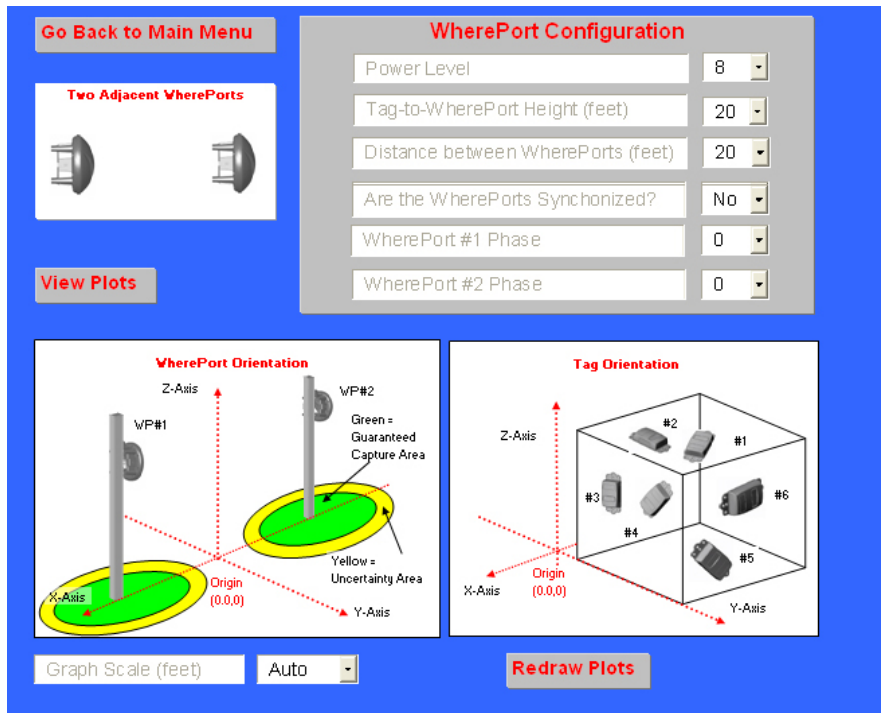 Go Back to Main Menu
WherePort Configuration
Power Level
8
Two Adjacent WherePorts
Tag-to-WherePort Height (feet)
20
Distance between WherePorts (feet)
20
Are the WherePorts Synchonized?
No
WherePort #1 Phase
0
View Plots
WherePort #2 Phase
0
WherePort Orientation
Z-Axis
WP#2
WP#1
Green =
Guaranteed
Capture Area
Yellow =
Uncertainty Area
X-Axis
Origin
(0.0,0)
Y-Axis
Tag Orientation
Z-Axis
#2
#1
#3
#6
#4
#5
Origin
(0.0,0)
X-Axis
Y-Axis
Graph Scale (feet)
Auto
Redraw Plots